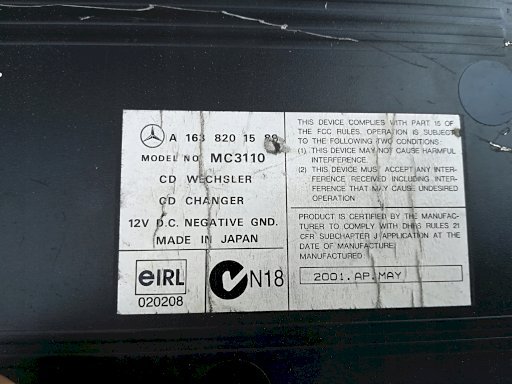 A 163 820 15 89
MODEL NO MC3110
CD WECHSLER
CD CHANGER
12V D.C. NEGATIVE GND.
MADE IN JAPAN
eIRL
020208
N18
THIS DEVICE COMPLIES WITH PART 15 OF
THE FCC RULES. OPERATION IS SUBJECT
TO THE FOLLOWING TWO CONDITIONS:
(1) THIS DEVICE MAY NOT CAUSE HARMFUL
INTERFERENCE.
(2) THIS DEVICE MUST ACCEPT ANY INTER-
FERENCE RECEIVED INCLUDING INTER-
FERENCE THAT MAY CAUSE UNDESIRED
OPERATION
PRODUCT IS CERTIFIED BY THE MANUFAC-
TURER TO COMPLY WITH DHHS RULES 21
CFR SUBCHAPTER J APPLICATION AT THE
DATE OF MANUFACTURE.
MANUFACTURED
2001.AP.MAY